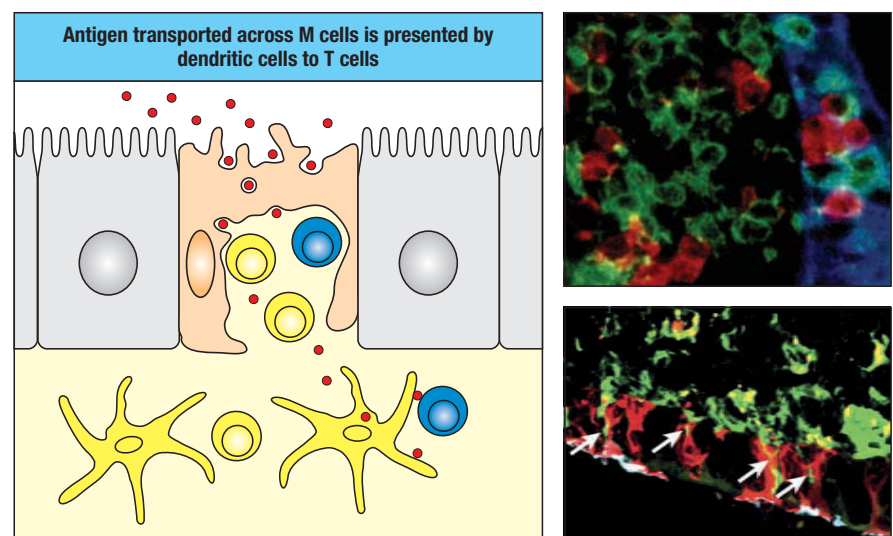 Antigen transported across M cells is presented by
dendritic cells to T cells